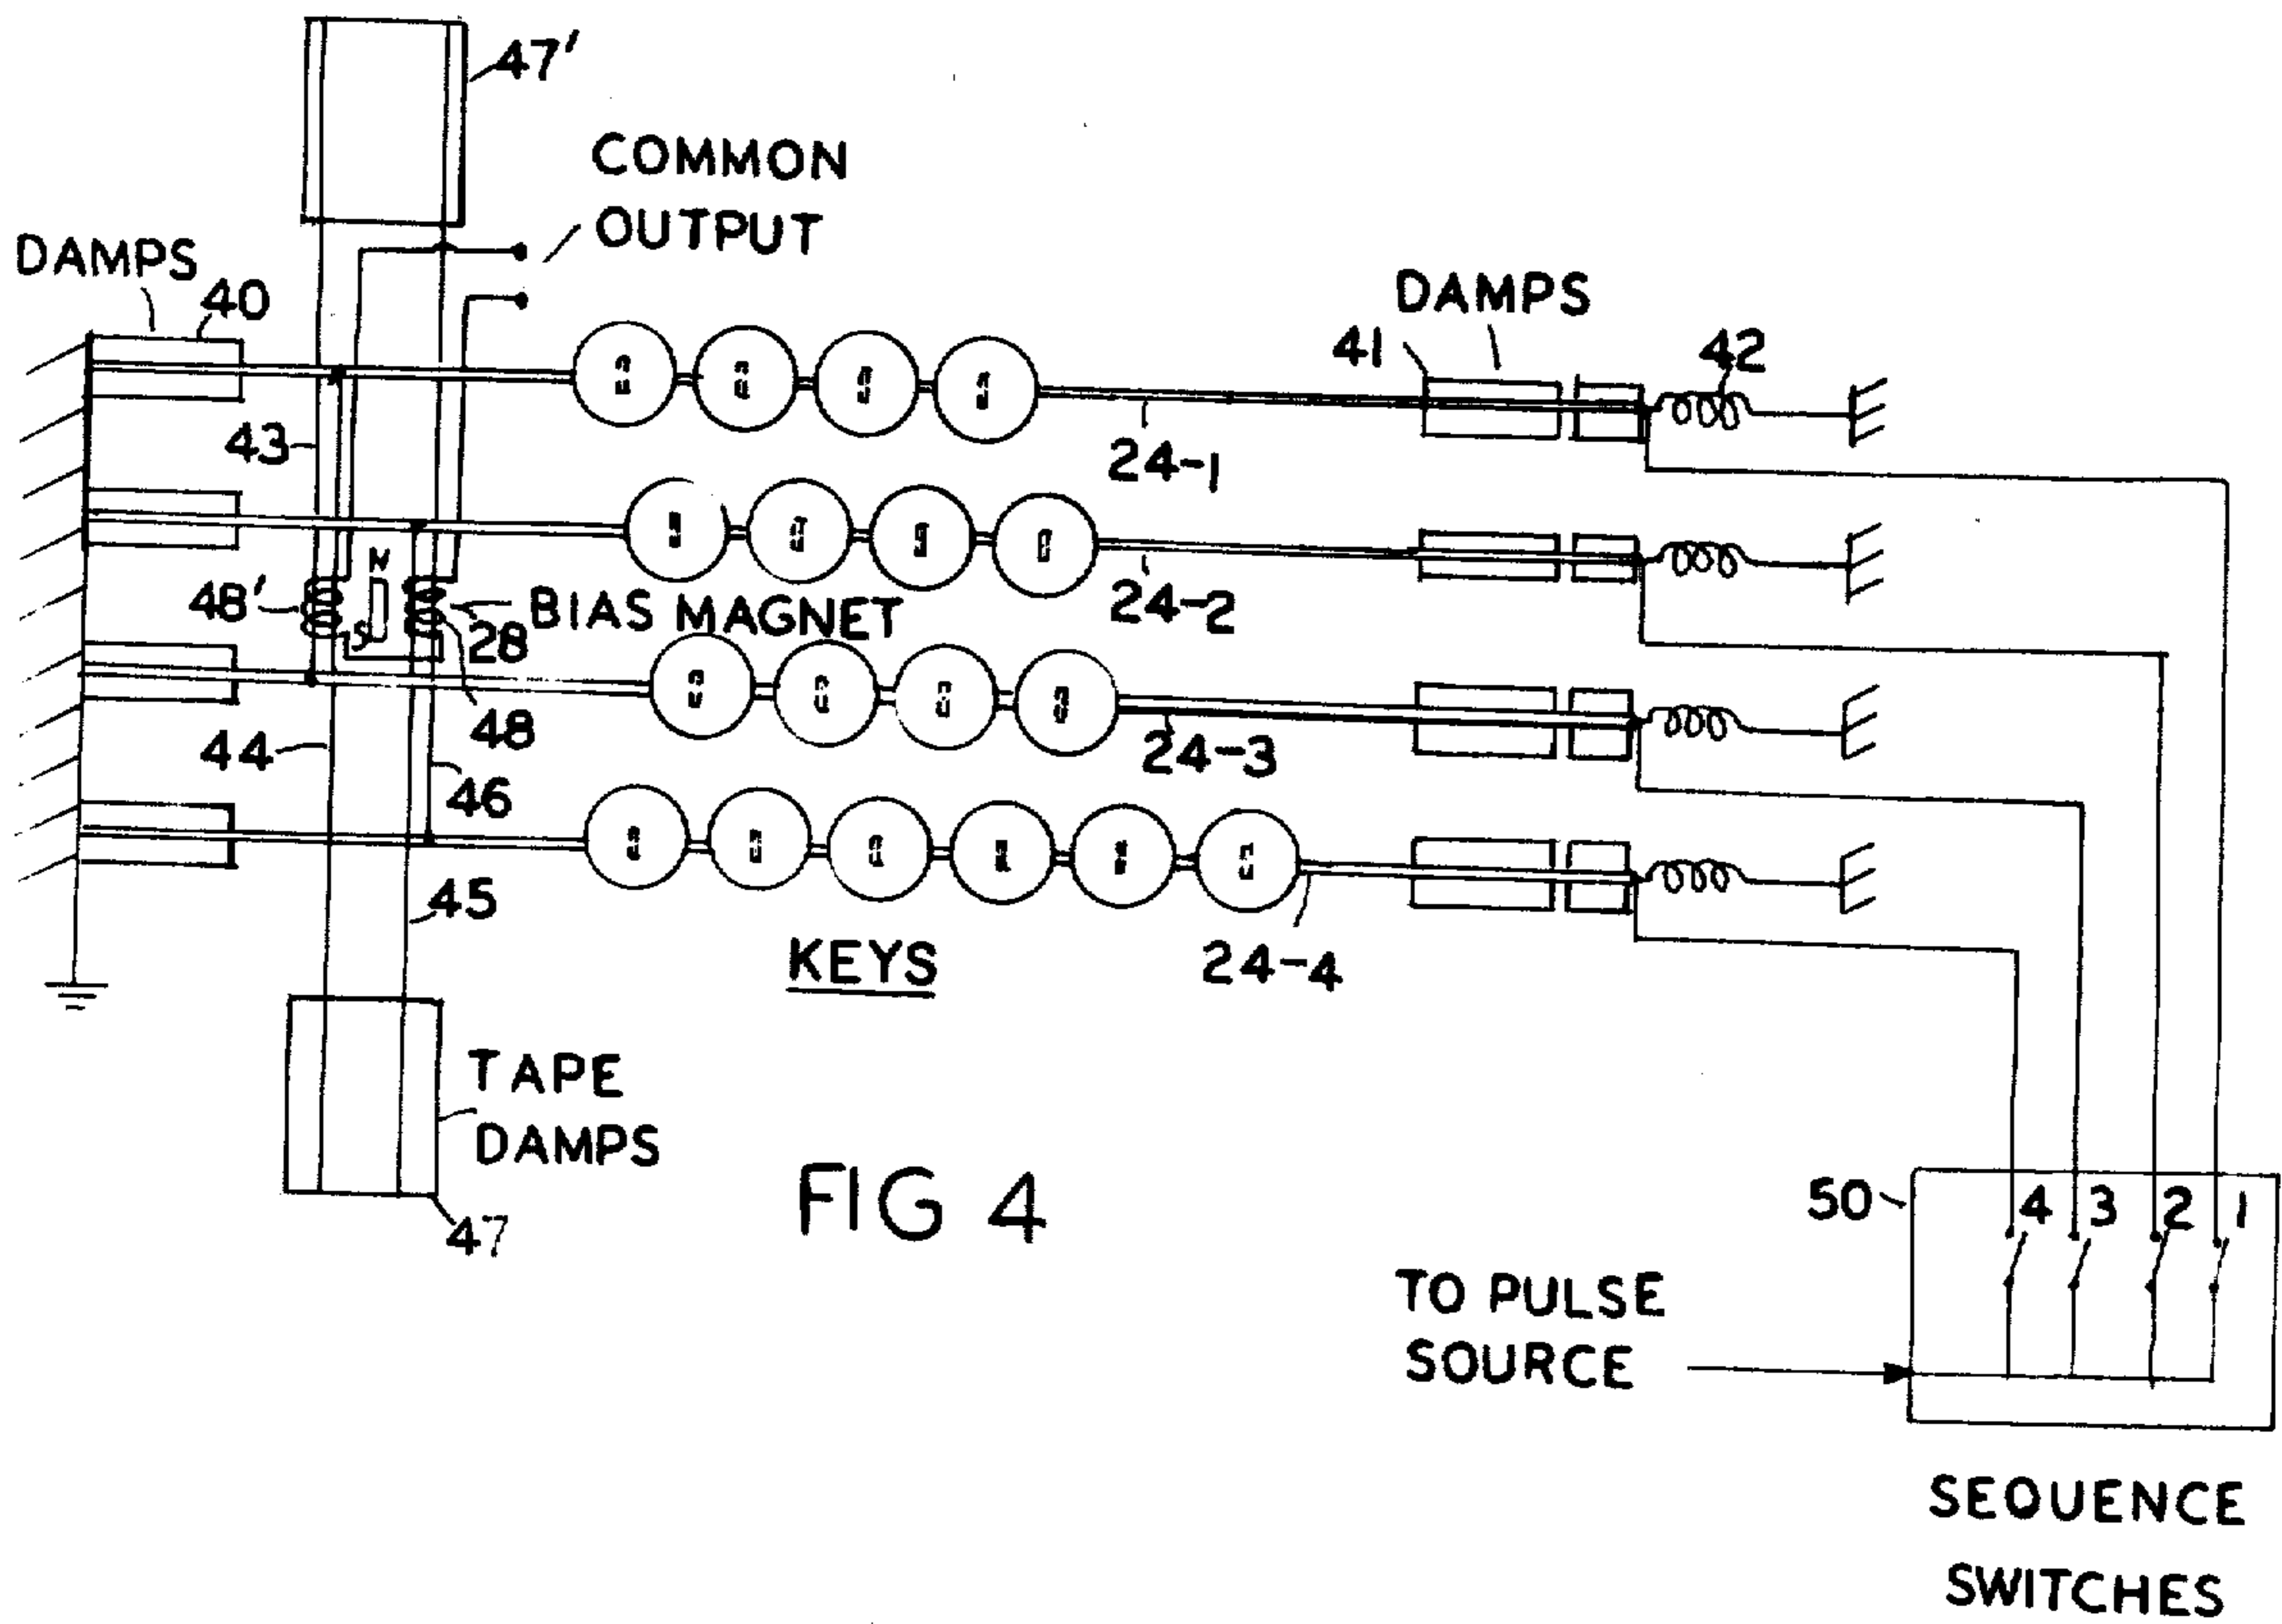 47'
COMMON
OUTPUT
DAMPS
40
DAMPS
41
42
43
24-1
N
48'
S
28
BIAS MAGNET
24-2
48
44
24-3
46
45
KEYS
24-4
TAPE
DAMPS
47
FIG 4
50
4 3 2 1
TO PULSE
SOURCE
SEQUENCE
SWITCHES